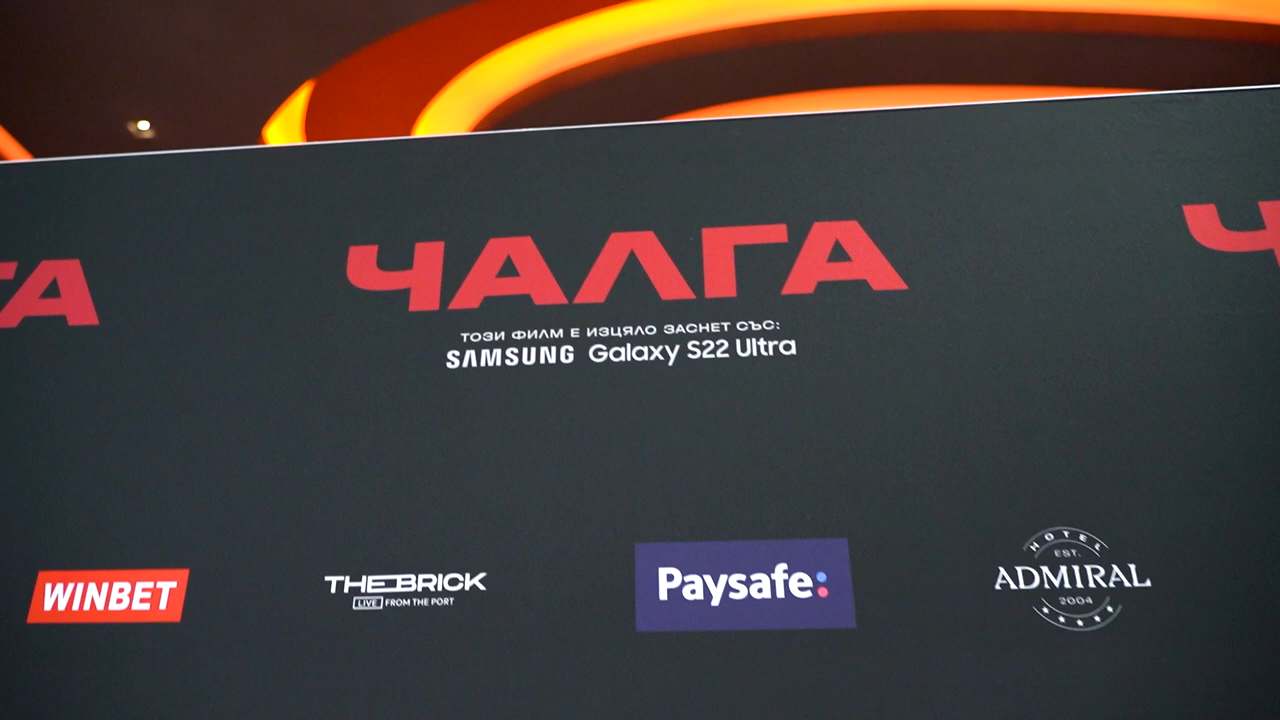 ЧАЛГА
ТОЗИ ФИЛМ Е ИЗЦЯЛО ЗАСНЕТ СЪС:
SAMSUNG Galaxy S22 Ultra
ГА
Ч
WINBET
THE BRICK
LIVE FROM THE PORT
Paysafe:
HOTEL
EST.
ADMIRAL
2004